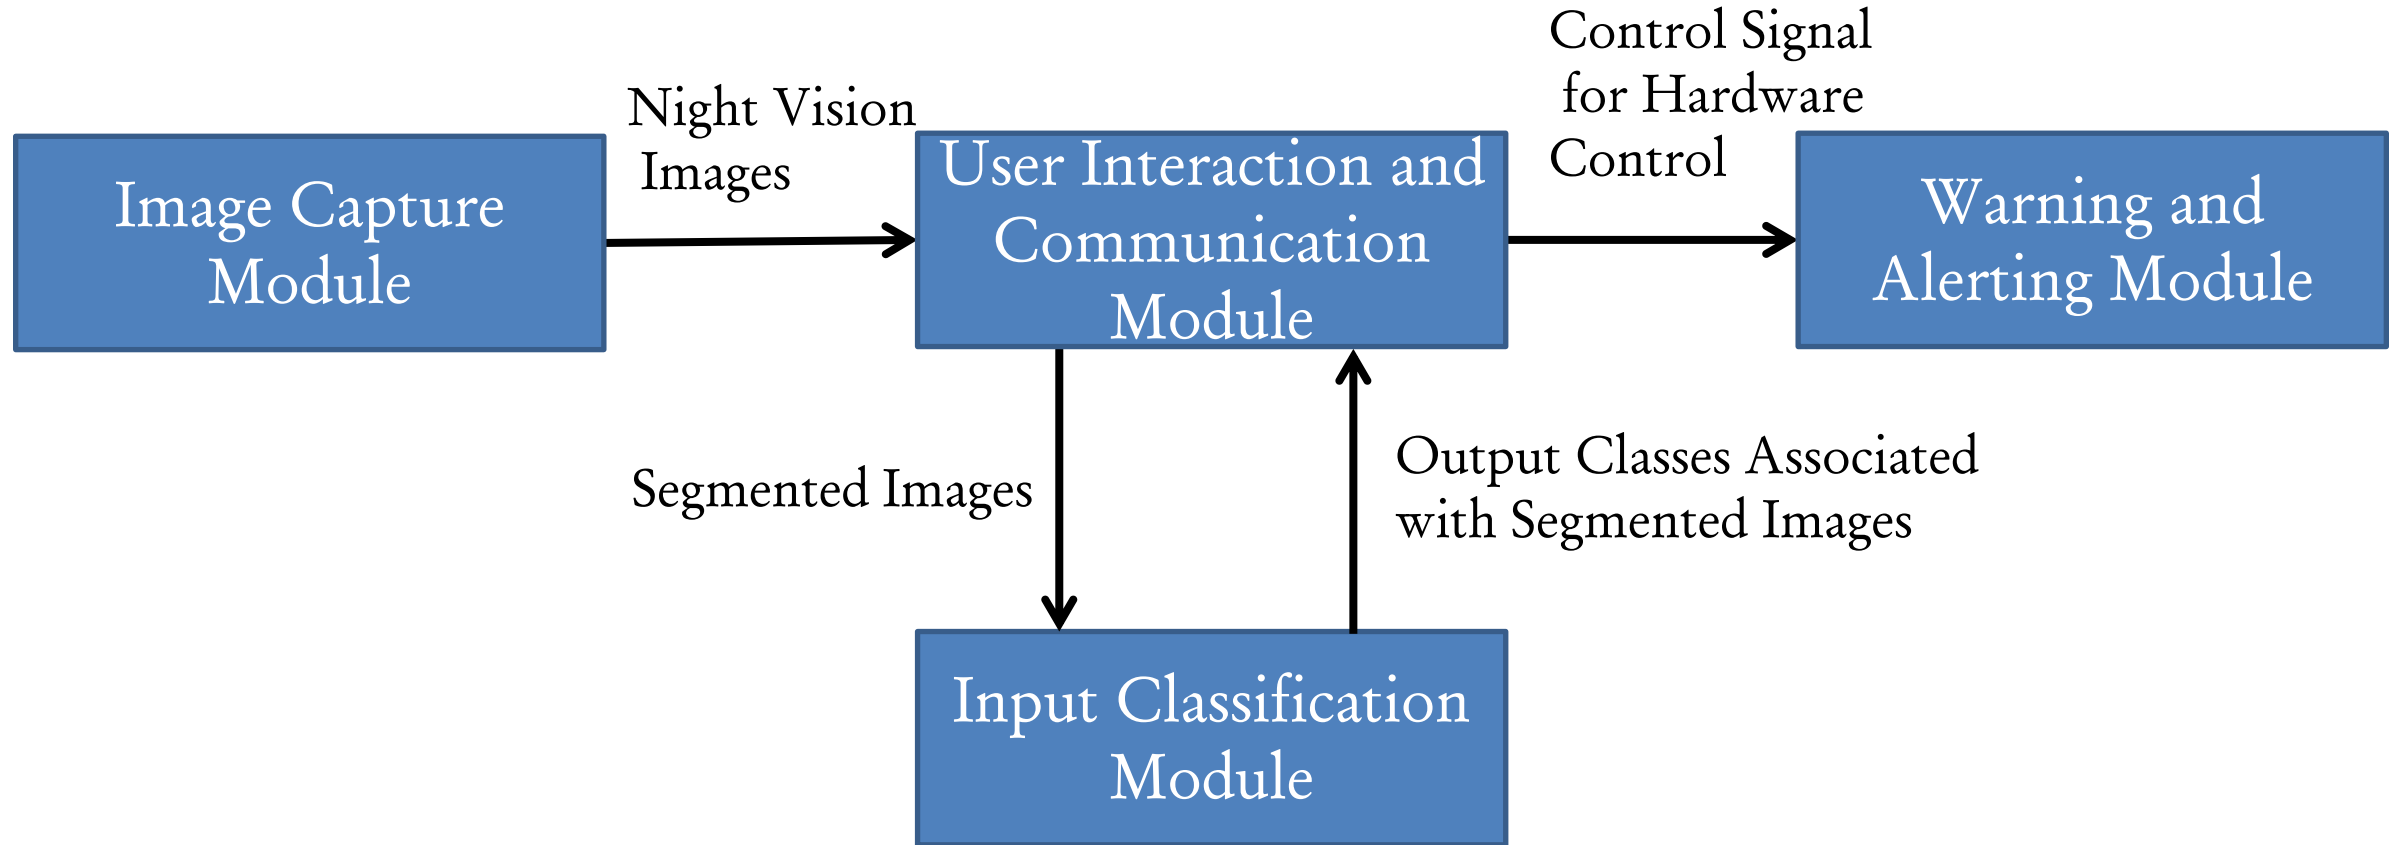 Image Capture
Module
Night Vision
Images
User Interaction and
Communication
Module
Control Signal
for Hardware
Control
Warning and
Alerting Module
Segmented Images
Output Classes Associated
with Segmented Images
Input Classification
Module